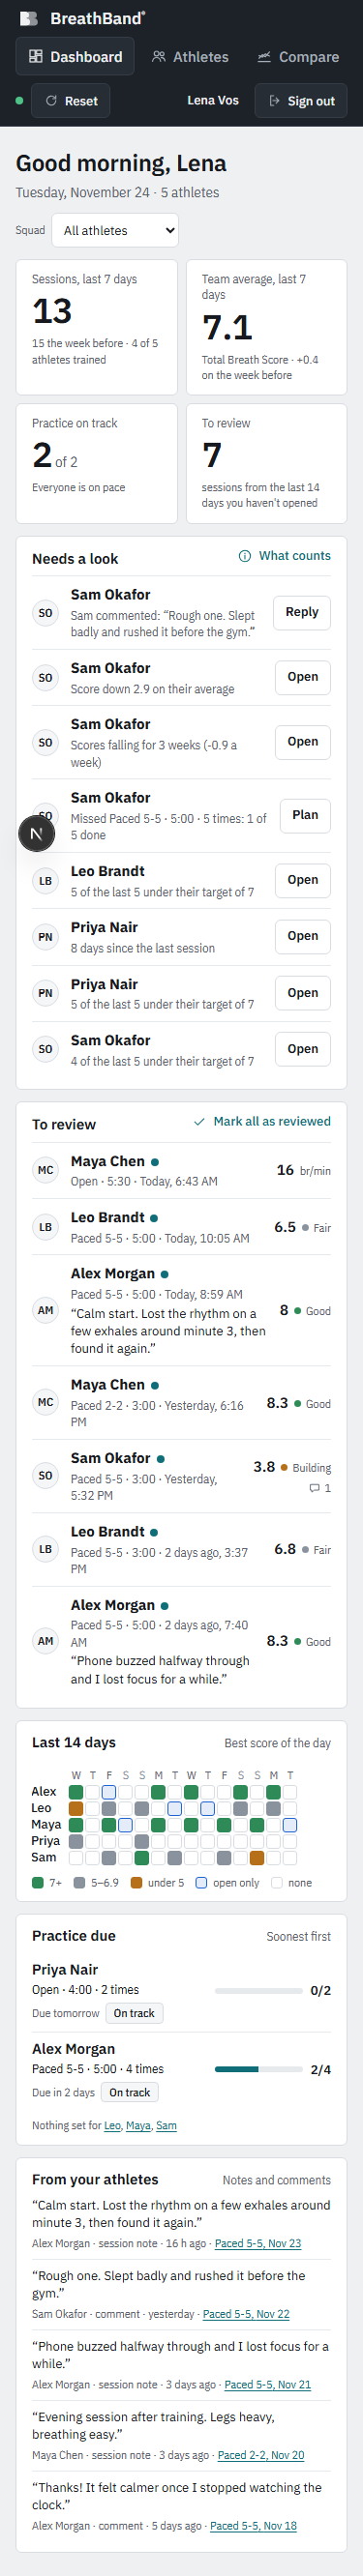 BreathBand
Dashboard
Athletes
Compare
Reset
Lena Vos
Sign out
Good morning, Lena
Tuesday, November 24 · 5 athletes
Squad
All athletes
Sessions, last 7 days
13
15 the week before · 4 of 5
athletes trained
Team average, last 7
days
7.1
Total Breath Score · +0.4
on the week before
Practice on track
2 of 2
Everyone is on pace
To review
7
sessions from the last 14
days you haven't opened
Needs a look
What counts
SO
Sam Okafor
Sam commented: “Rough one. Slept
badly and rushed it before the gym.”
Reply
SO
Sam Okafor
Score down 2.9 on their average
Open
SO
Sam Okafor
Scores falling for 3 weeks (-0.9 a
week)
Open
SO
N
Sam Okafor
Missed Paced 5-5 · 5:00 · 5 times: 1 of
5 done
Plan
LB
Leo Brandt
5 of the last 5 under their target of 7
Open
PN
Priya Nair
8 days since the last session
Open
PN
Priya Nair
5 of the last 5 under their target of 7
Open
SO
Sam Okafor
4 of the last 5 under their target of 7
Open
To review
Mark all as reviewed
MC
Maya Chen
Open · 5:30 · Today, 6:43 AM
16 br/min
LB
Leo Brandt
Paced 5-5 · 5:00 · Today, 10:05 AM
6.5 Fair
AM
Alex Morgan
Paced 5-5 · 5:00 · Today, 8:59 AM
“Calm start. Lost the rhythm on a
few exhales around minute 3, then
found it again.”
8 Good
MC
Maya Chen
Paced 2-2 · 3:00 · Yesterday, 6:16
PM
8.3 Good
SO
Sam Okafor
Paced 5-5 · 3:00 · Yesterday,
5:32 PM
3.8 Building
1
LB
Leo Brandt
Paced 5-5 · 3:00 · 2 days ago, 3:37
PM
6.8 Fair
AM
Alex Morgan
Paced 5-5 · 5:00 · 2 days ago, 7:40
AM
“Phone buzzed halfway through
and I lost focus for a while.”
8.3 Good
Last 14 days
Best score of the day
W T F S S M T W T F S S M T
Alex
Leo
Maya
Priya
Sam
7+ 5–6.9 under 5 open only none
Practice due
Soonest first
Priya Nair
Open · 4:00 · 2 times
0/2
Due tomorrow On track
Alex Morgan
Paced 5-5 · 5:00 · 4 times
2/4
Due in 2 days On track
Nothing set for Leo, Maya, Sam
From your athletes
Notes and comments
“Calm start. Lost the rhythm on a few exhales around
minute 3, then found it again.”
Alex Morgan · session note · 16 h ago · Paced 5-5, Nov 23
“Rough one. Slept badly and rushed it before the
gym.”
Sam Okafor · comment · yesterday · Paced 5-5, Nov 22
“Phone buzzed halfway through and I lost focus for a
while.”
Alex Morgan · session note · 3 days ago · Paced 5-5, Nov 21
“Evening session after training. Legs heavy,
breathing easy.”
Maya Chen · session note · 3 days ago · Paced 2-2, Nov 20
“Thanks! It felt calmer once I stopped watching the
clock.”
Alex Morgan · comment · 5 days ago · Paced 5-5, Nov 18